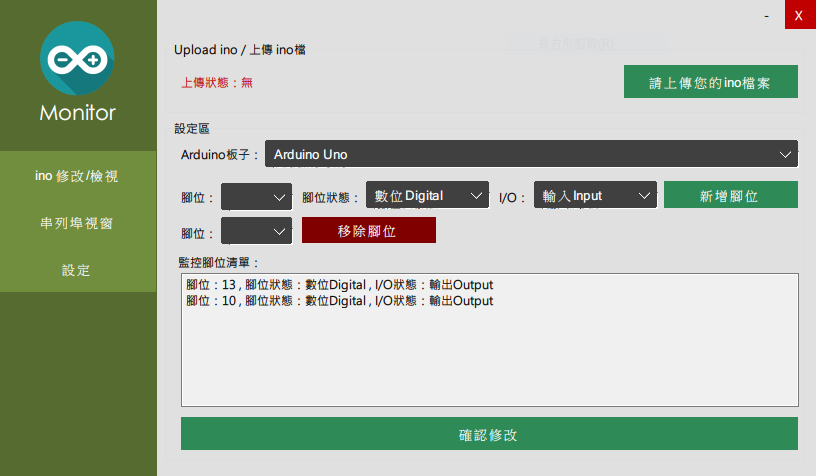 - X
Upload ino / 上傳 ino檔
上傳狀態：無
請上傳您的ino檔案
Monitor
設定區
Arduino板子： Arduino Uno
ino 修改/檢視
腳位： 腳位狀態： 數位Digital I/O： 輸入Input 新增腳位
串列埠視窗
腳位： 移除腳位
監控腳位清單：
設定
腳位：13 , 腳位狀態：數位Digital , I/O狀態：輸出Output
腳位：10 , 腳位狀態：數位Digital , I/O狀態：輸出Output
確認修改